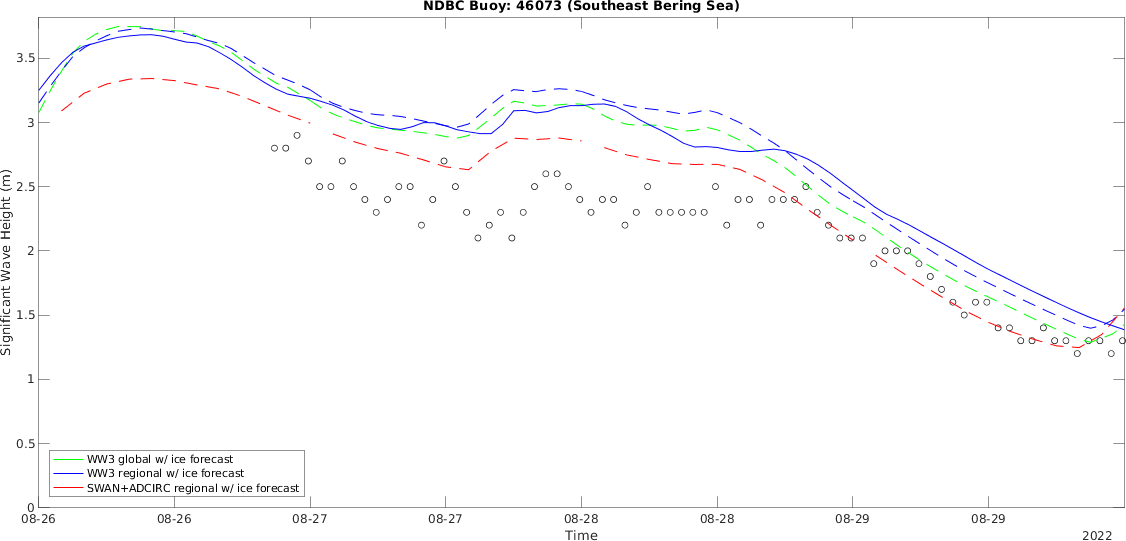 NDBC Buoy: 46073 (Southeast Bering Sea)
Significant Wave Height (m)
3.5
3
2.5
2
1.5
1
0.5
0
WW3 global w/ ice forecast
WW3 regional w/ ice forecast
SWAN+ADCIRC regional w/ ice forecast
08-26 08-26 08-27 08-27 08-28 08-28 08-29 08-29
Time
2022